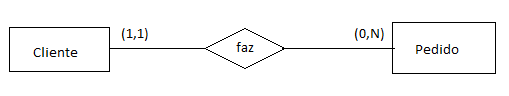 Cliente
(1,1)
faz
(0,N)
Pedido